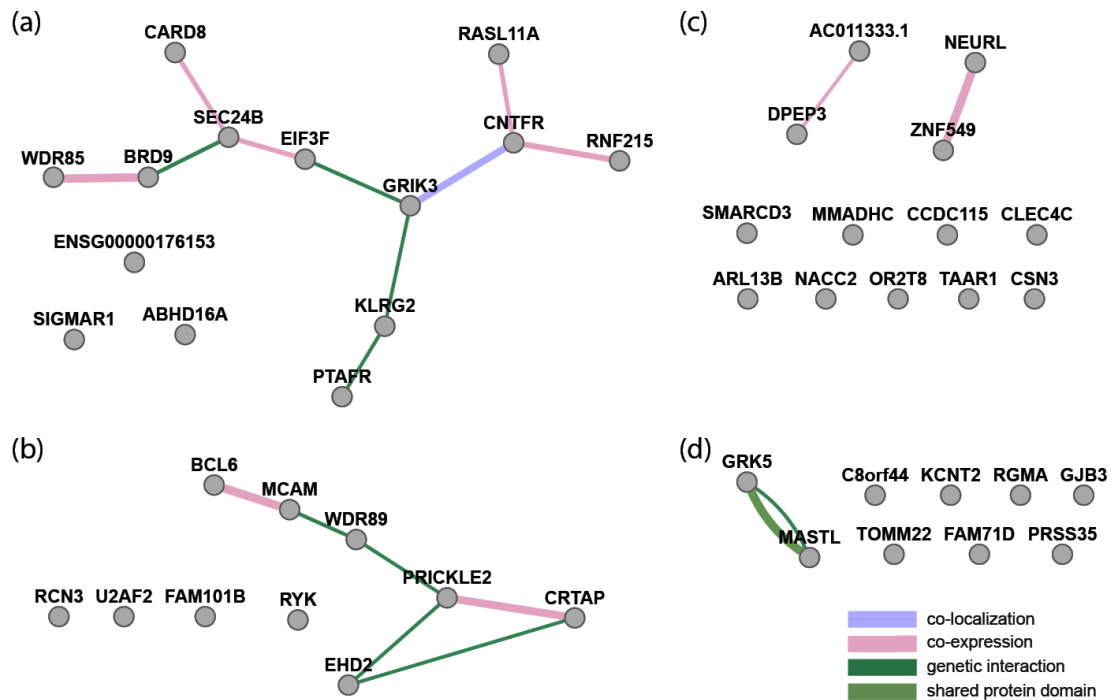 (a)
CARD8
RASL11A
SEC24B
EIF3F
CNTFR
RNF215
WDR85
BRD9
GRIK3
ENSG00000176153
SIGMAR1
ABHD16A
KLRG2
PTAFR
(c)
AC011333.1
NEURL
DPEP3
ZNF549
SMARCD3 MMADHC CCDC115 CLEC4C
ARL13B NACC2 OR2T8 TAAR1 CSN3
(b)
BCL6
MCAM
WDR89
PRICKLE2
CRTAP
RCN3 U2AF2 FAM101B RYK
EHD2
(d)
GRK5
C8orf44 KCNT2 RGMA GJB3
MASTL
TOMM22 FAM71D PRSS35
co-localization
co-expression
genetic interaction
shared protein domain